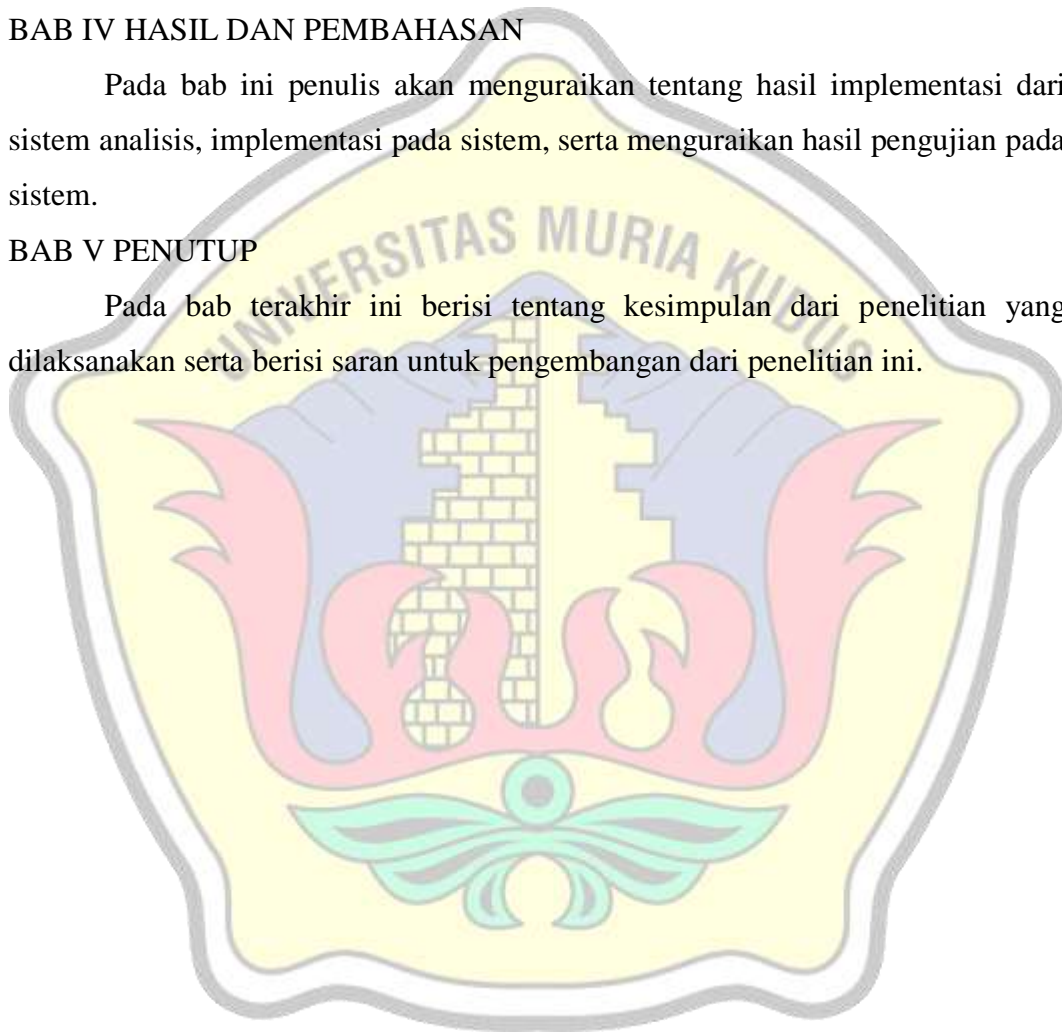 BAB IV HASIL DAN PEMBAHASAN
Pada bab ini penulis akan menguraikan tentang hasil implementasi dari
sistem analisis, implementasi pada sistem, serta menguraikan hasil pengujian pada
sistem.
UNIVERSITAS MURIA KUDUS
BAB V PENUTUP
Pada bab terakhir ini berisi tentang kesimpulan dari penelitian yang
dilaksanakan serta berisi saran untuk pengembangan dari penelitian ini.